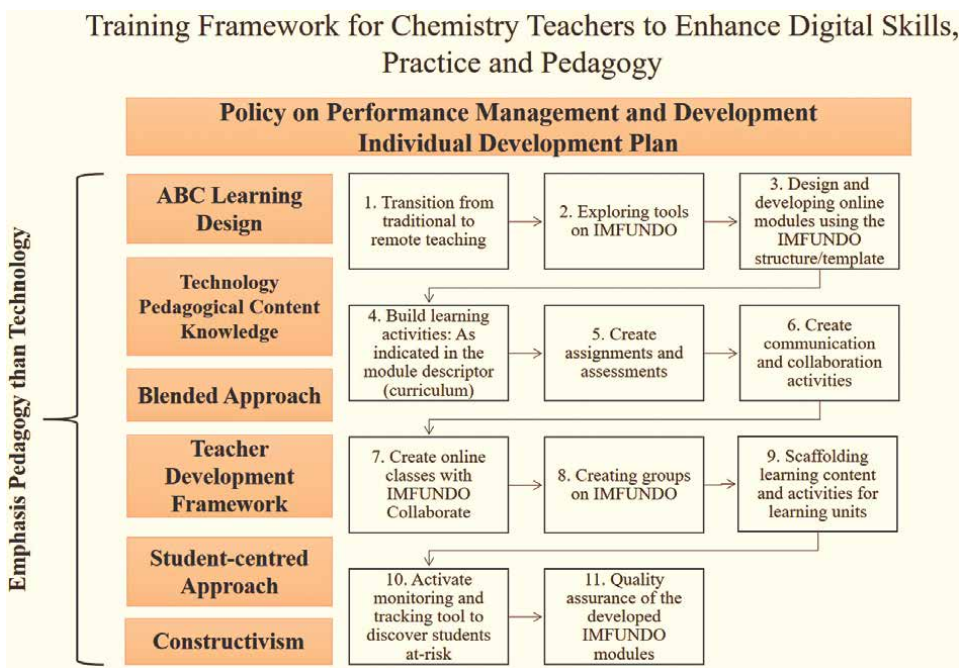 Training Framework for Chemistry Teachers to Enhance Digital Skills,
Practice and Pedagogy
Policy on Performance Management and Development
Individual Development Plan
Emphasis Pedagogy than Technology
ABC Learning
Design
Technology
Pedagogical Content
Knowledge
Blended Approach
Teacher
Development
Framework
Student-centred
Approach
Constructivism
1. Transition from
traditional to
remote teaching
2. Exploring tools
on IMFUNDO
3. Design and
developing online
modules using the
IMFUNDO
structure/template
4. Build learning
activities: As
indicated in the
module descriptor
(curriculum)
5. Create
assignments and
assessments
6. Create
communication
and collaboration
activities
7. Create online
classes with
IMFUNDO
Collaborate
8. Creating groups
on IMFUNDO
9. Scaffolding
learning content
and activities for
learning units
10. Activate
monitoring and
tracking tool to
discover students
at-risk
11. Quality
assurance of the
developed
IMFUNDO
modules